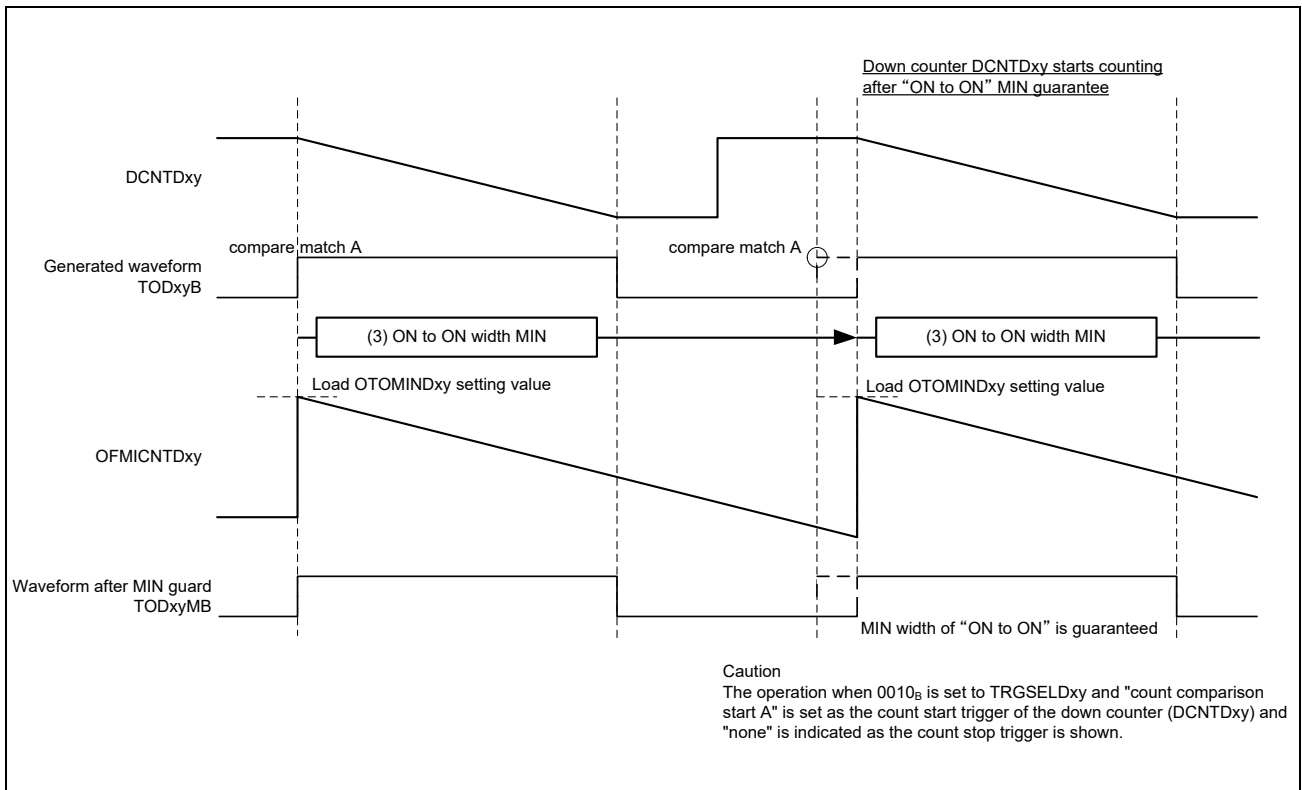 Down counter DCNTDxy starts counting
after “ON to ON” MIN guarantee
DCNTDxy
compare match A
compare match A
Generated waveform
TODxyB
(3) ON to ON width MIN
(3) ON to ON width MIN
Load OTOMINDxy setting value
Load OTOMINDxy setting value
OFMICNTDxy
Waveform after MIN guard
TODxyMB
MIN width of “ON to ON” is guaranteed
Caution
The operation when 0010B is set to TRGSELDxy and "count comparison
start A" is set as the count start trigger of the down counter (DCNTDxy) and
"none" is indicated as the count stop trigger is shown.